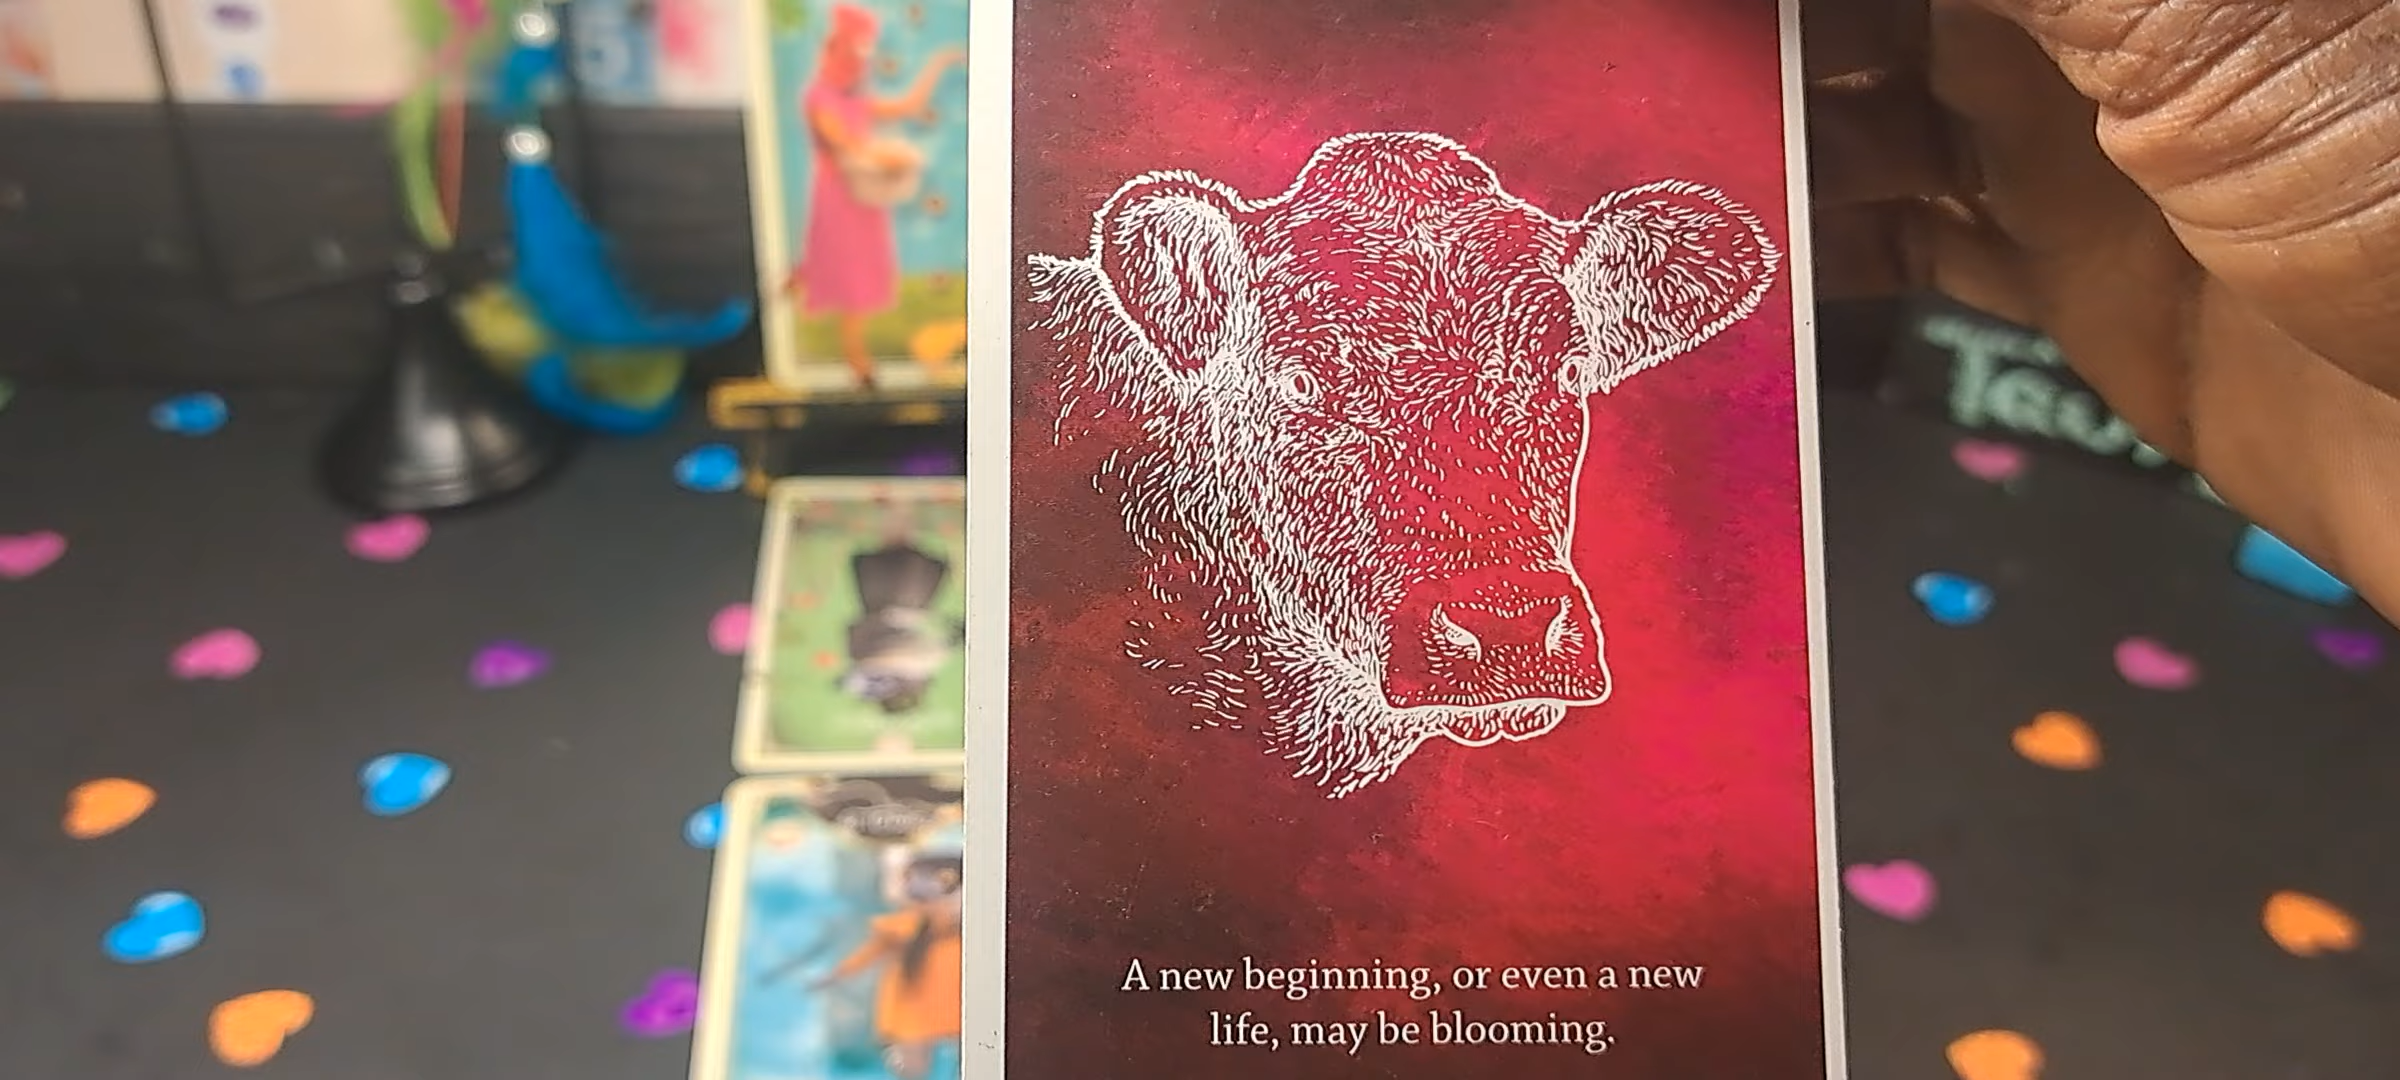 A new beginning, or even a new
life, may be blooming.